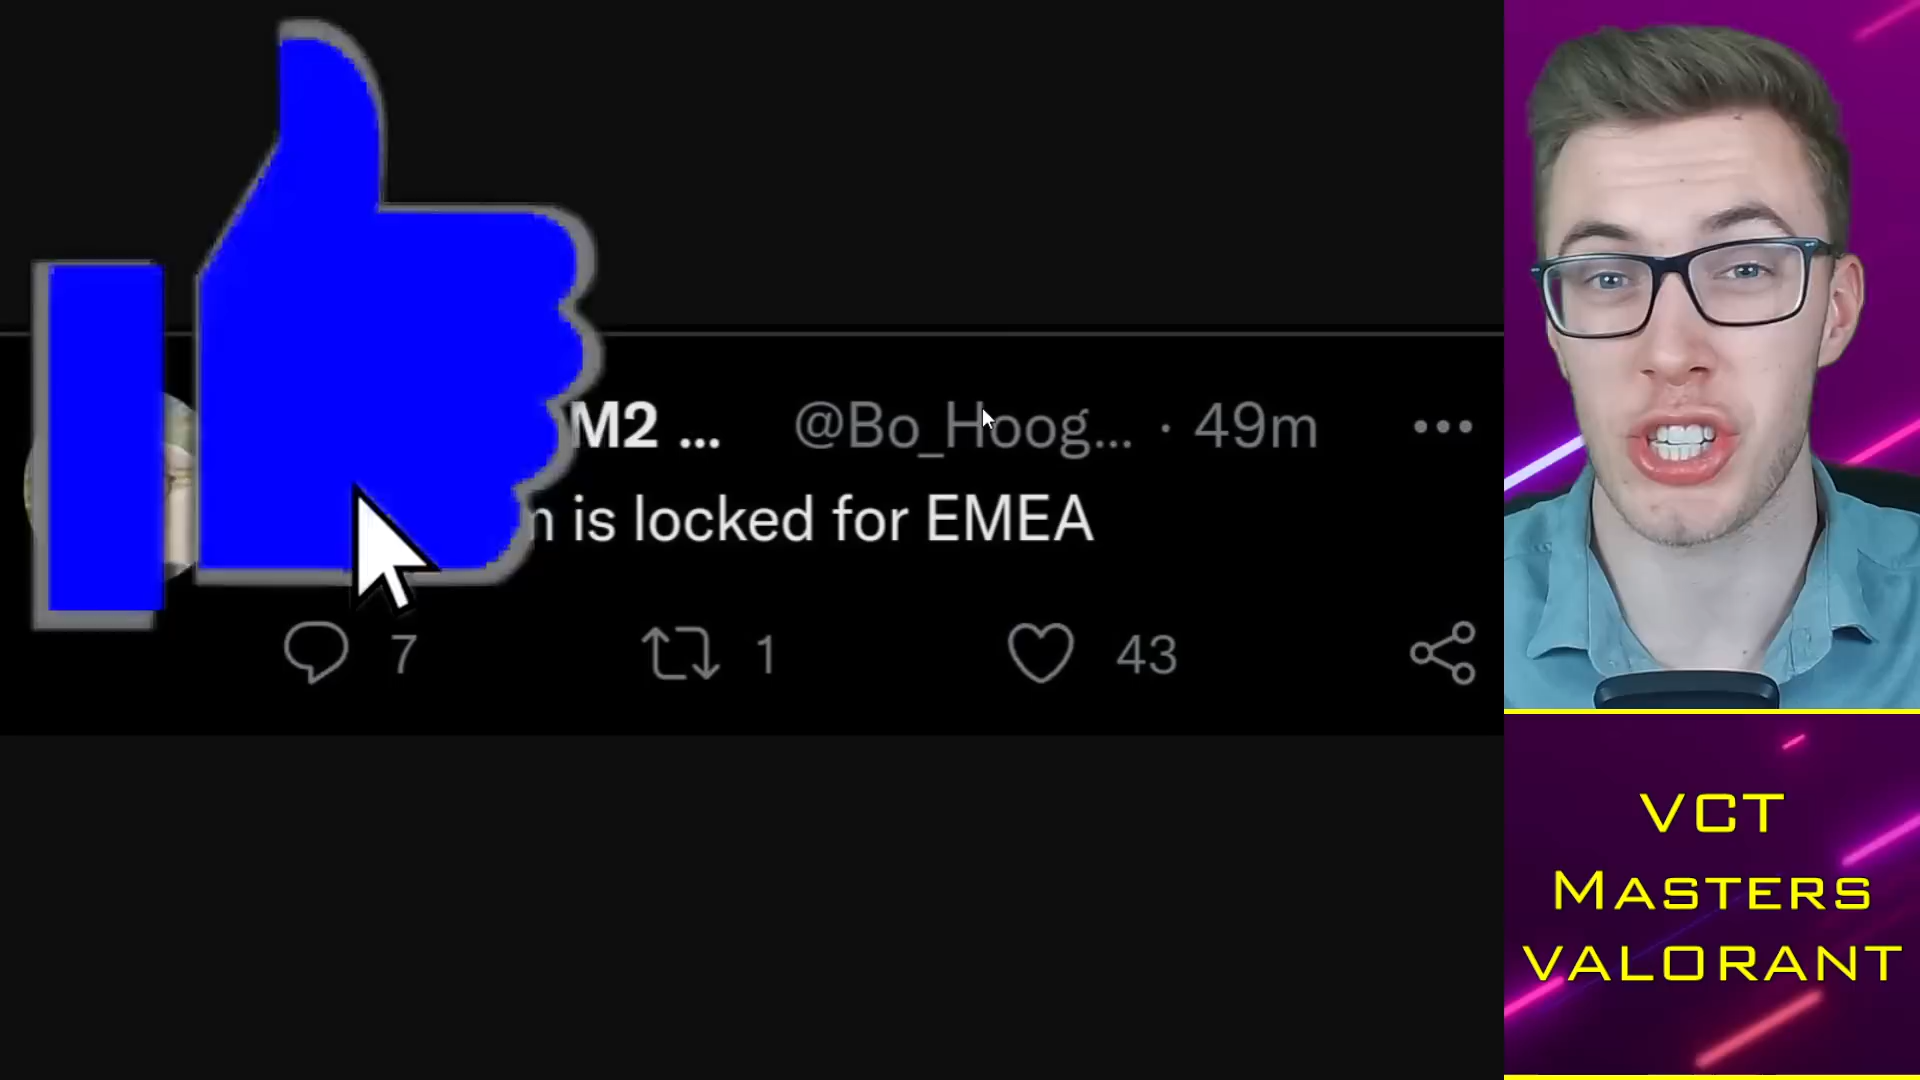 M2 ... @Bo_Hoog... · 49m
is locked for EMEA
7 1 43
VCT
MASTERS
VALORANT